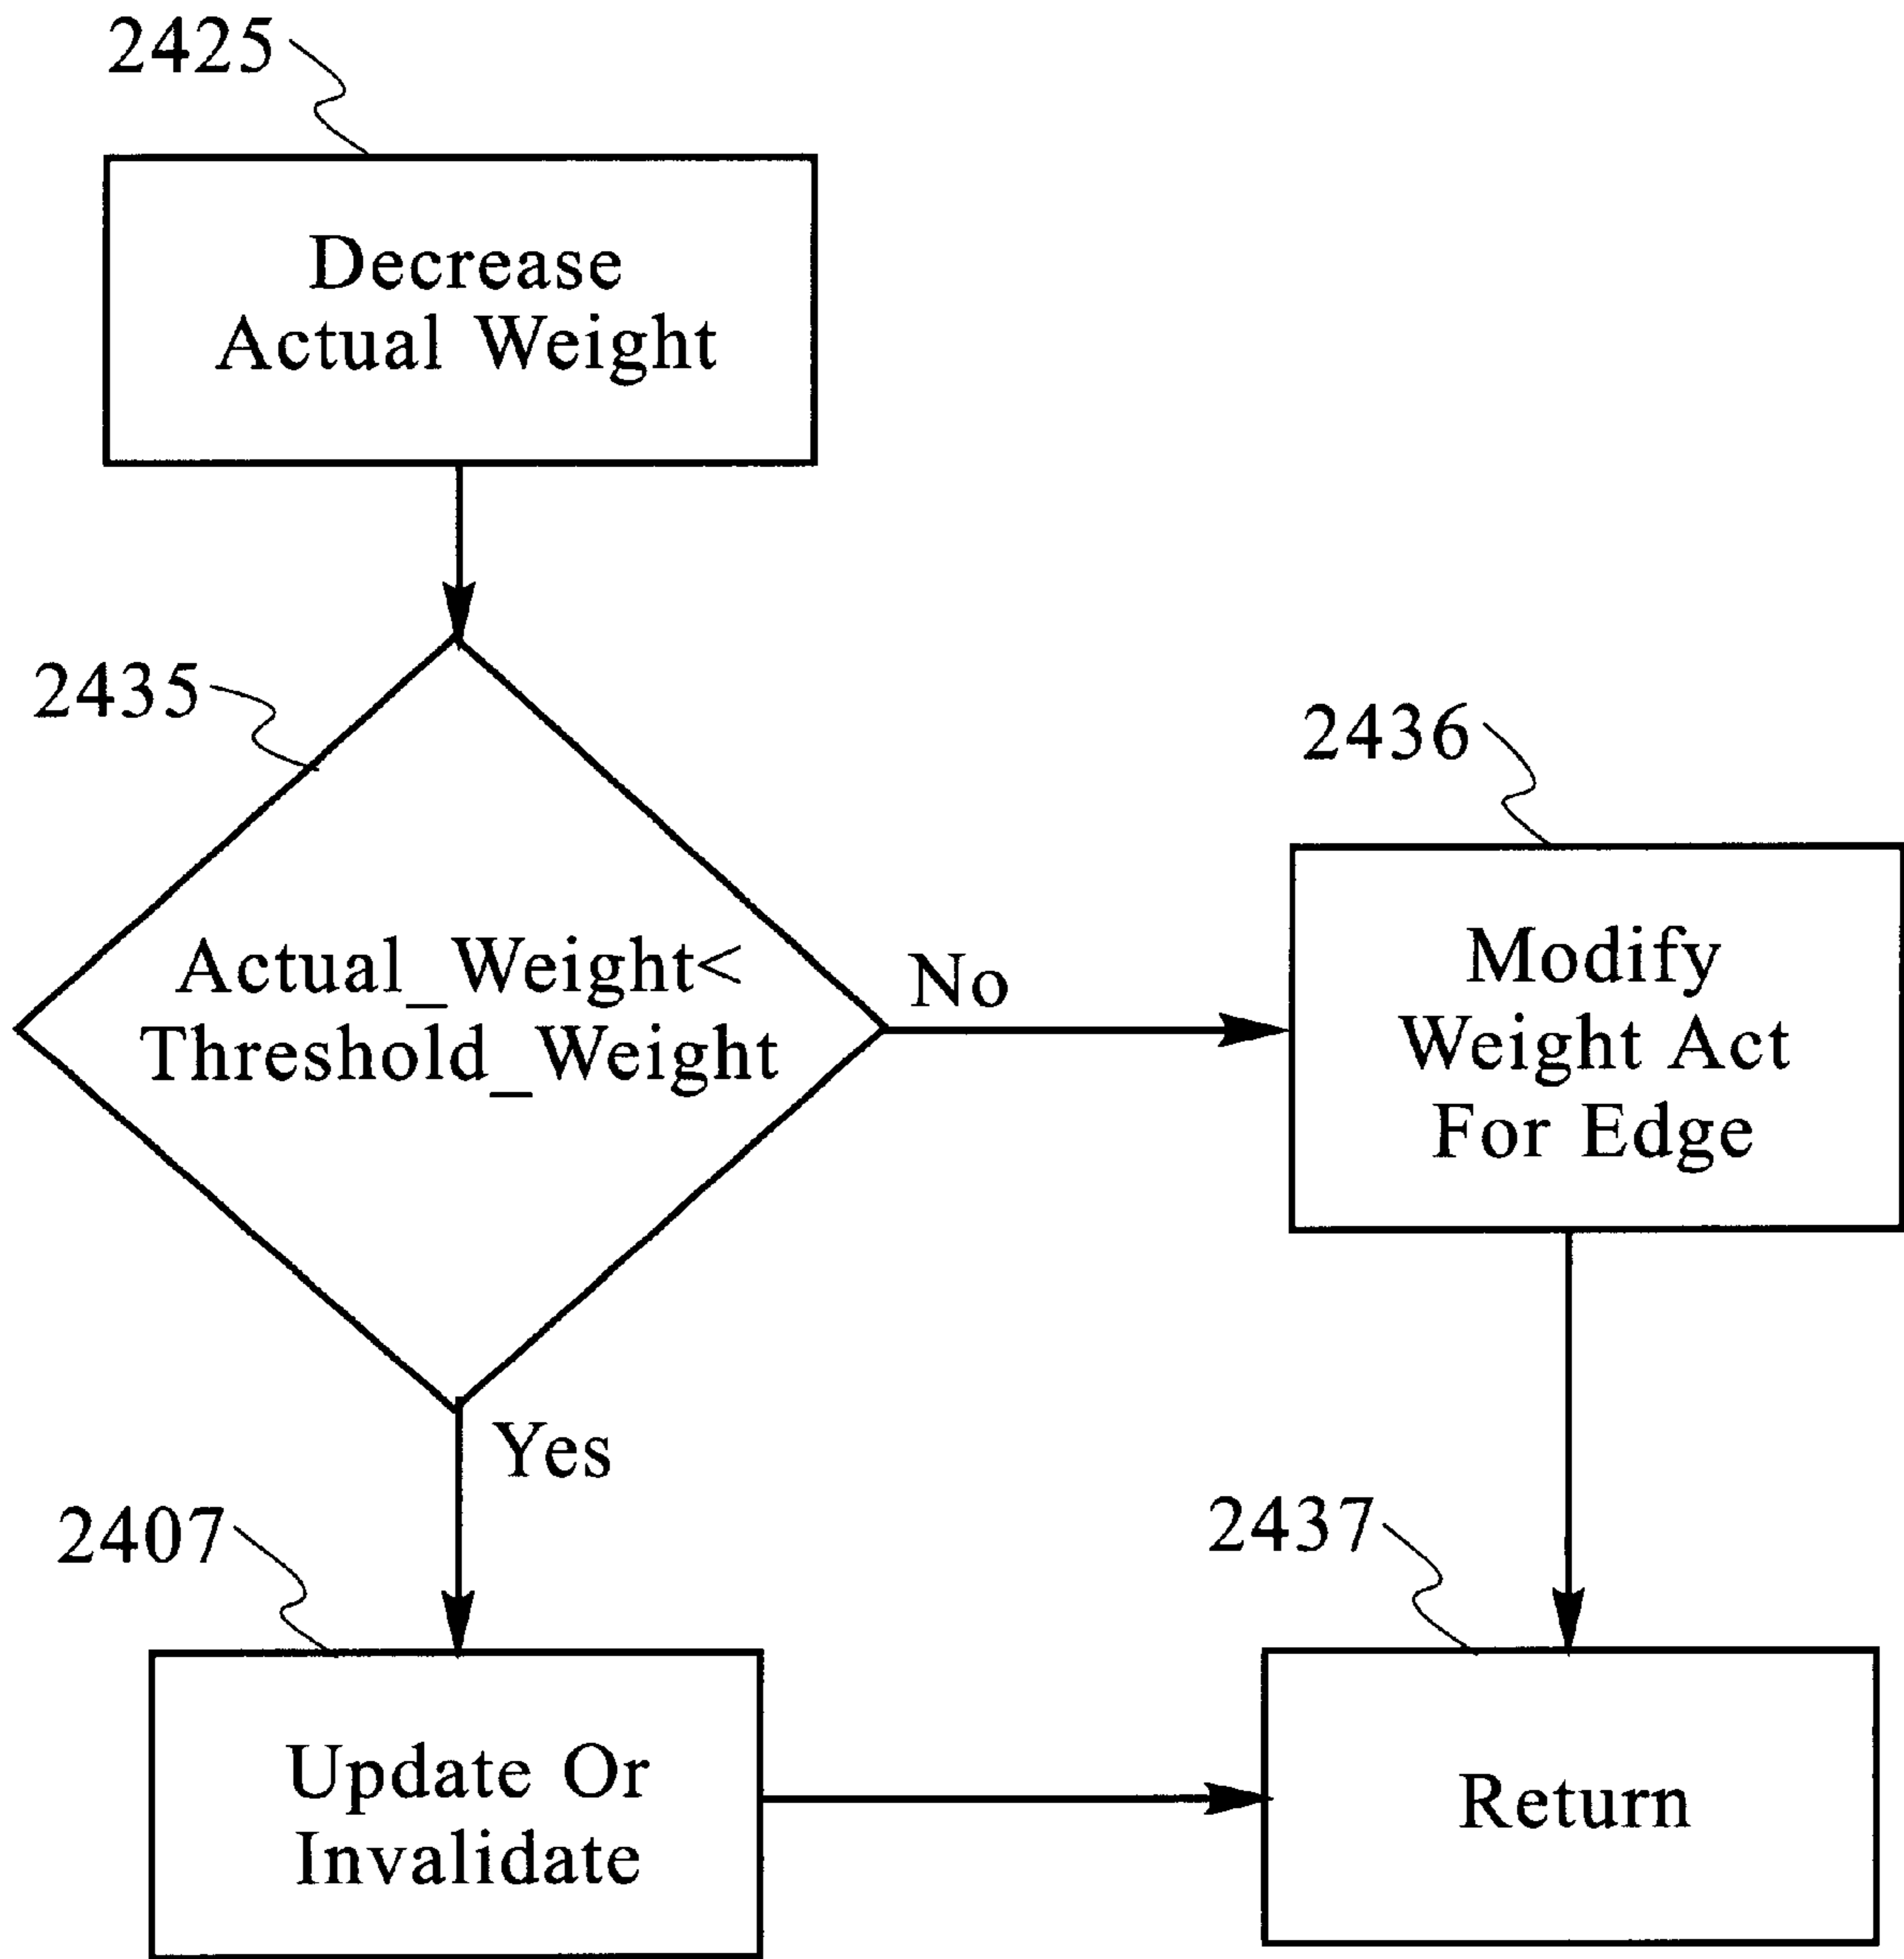 2425
Decrease
Actual Weight
2435
Actual_Weight<
Threshold_Weight
No
2436
Modify
Weight Act
For Edge
Yes
2407
Update Or
Invalidate
2437
Return